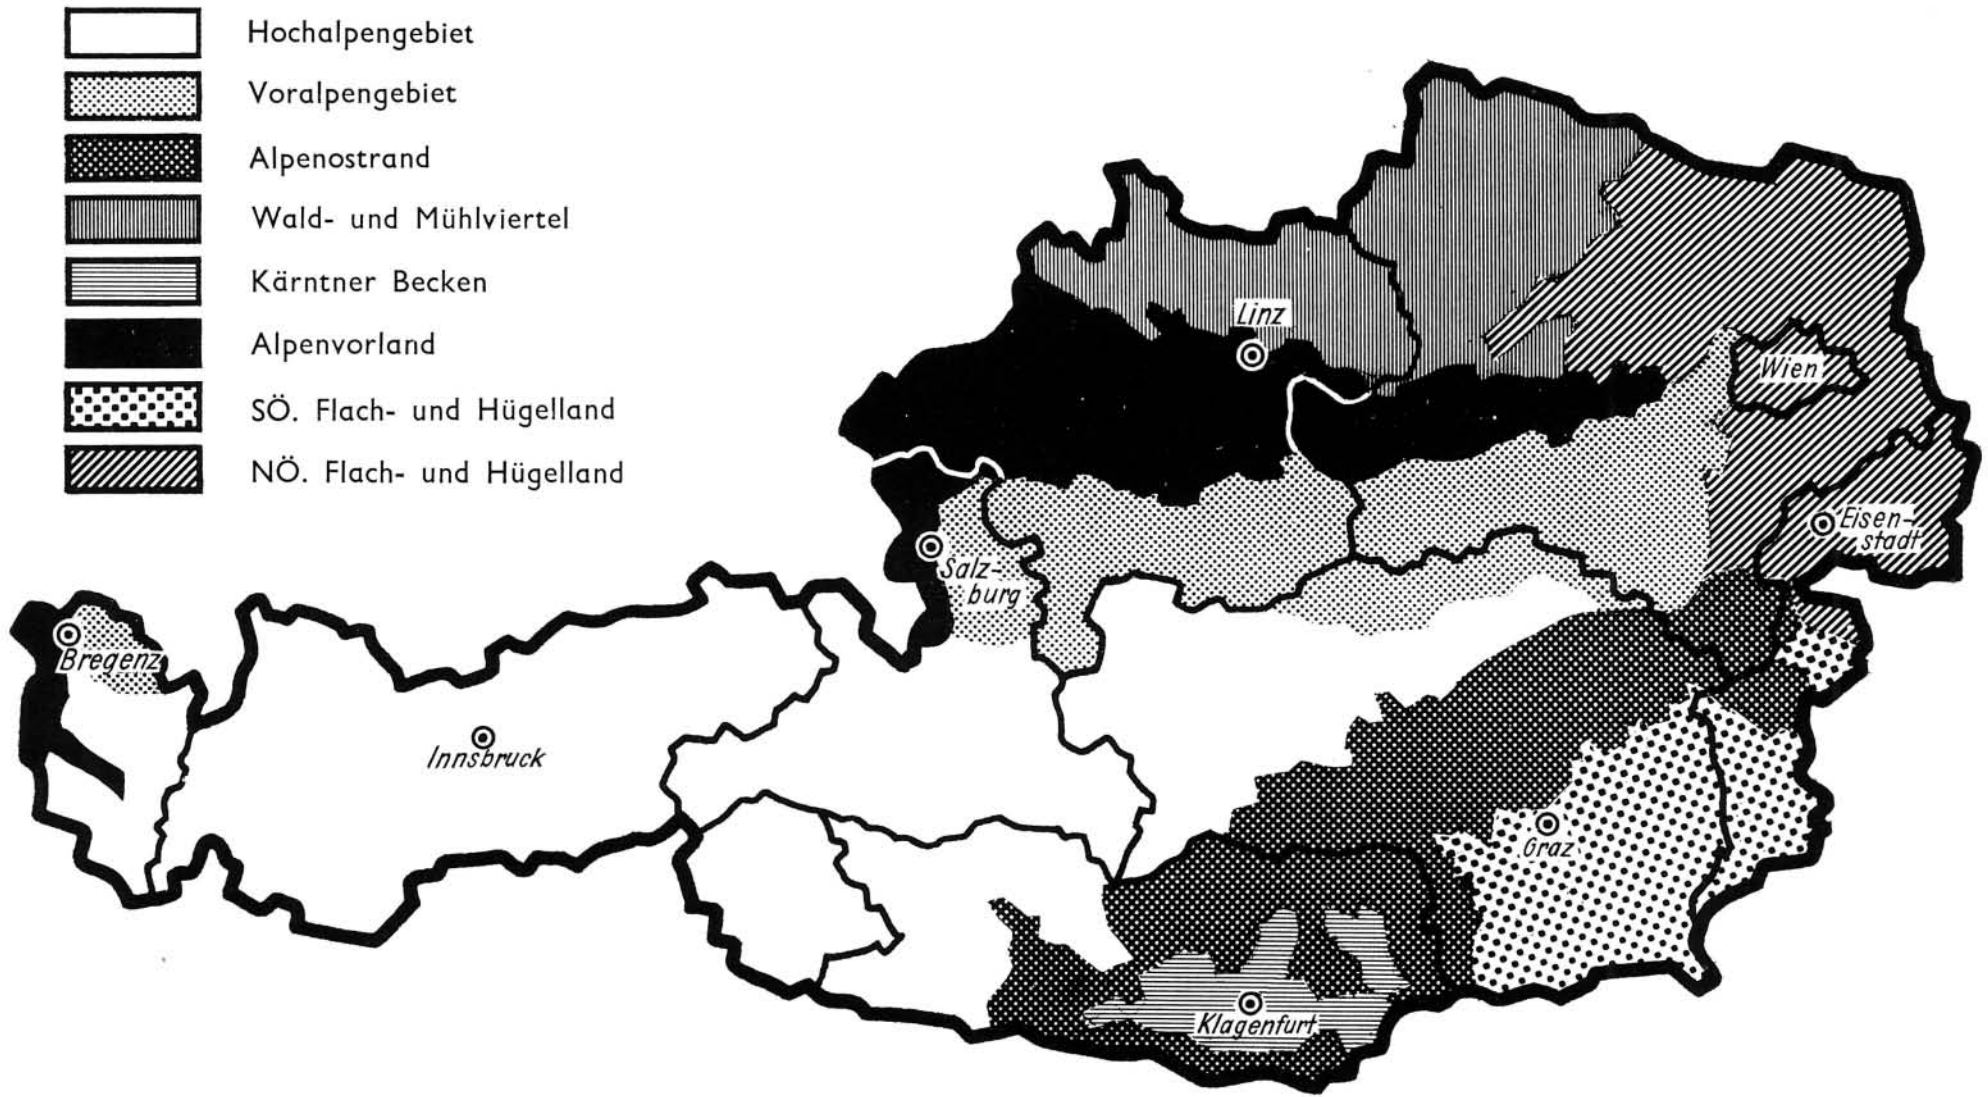 Hochalpengebiet
Voralpengebiet
Alpenostrand
Wald- und Mühlviertel
Kärntner Becken
Alpenvorland
SÖ. Flach- und Hügelland
NÖ. Flach- und Hügelland
Linz
Wien
Eisen-
stadt
Salz-
burg
Bregenz
Innsbruck
Graz
Klagenfurt